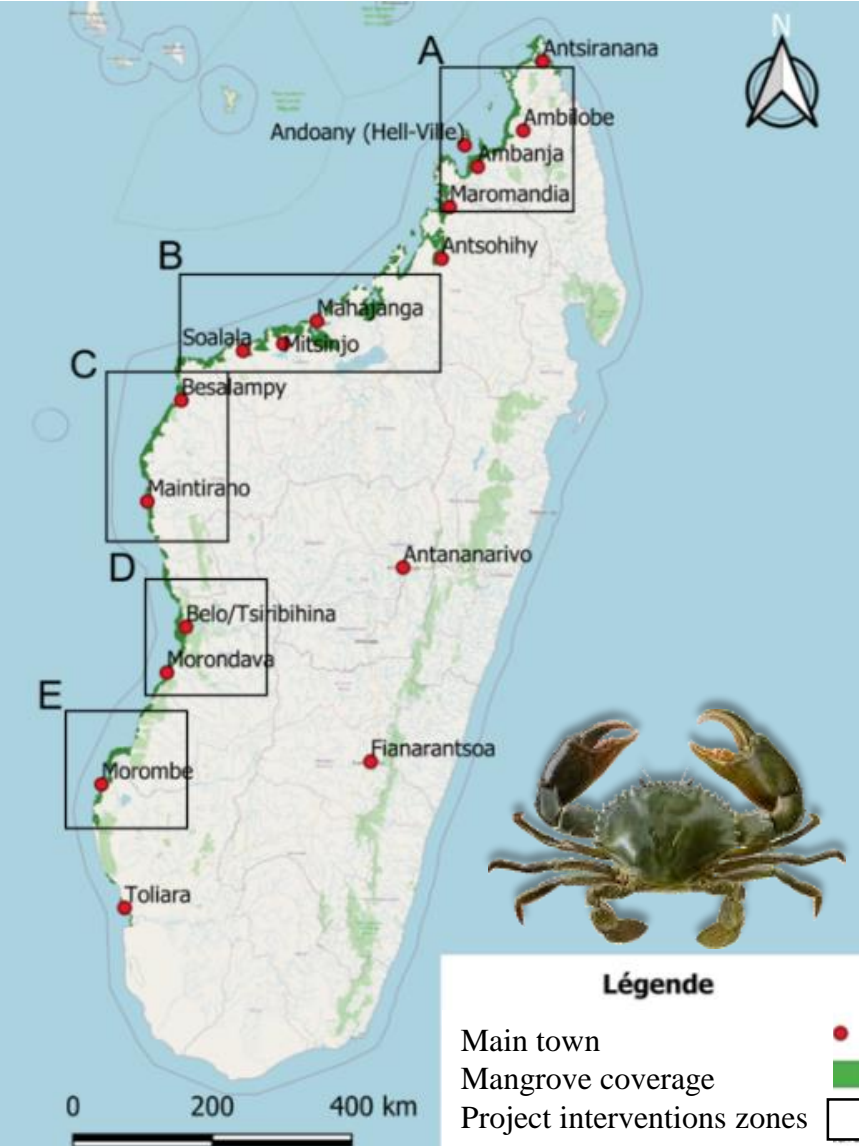 N
A
Antsiranana
Ambilobe
Andoany (Hell-Ville)
Ambanja
Maromandia
Antsohihy
B
Mahajanga
Soalala
Mitsinjo
C
Besalampy
Maintirano
Antananarivo
D
Belo/Tsiribihina
Morondava
E
Fianarantsoa
Morombe
Toliara
Légende
Main town
Mangrove coverage
Project interventions zones
0 200 400 km